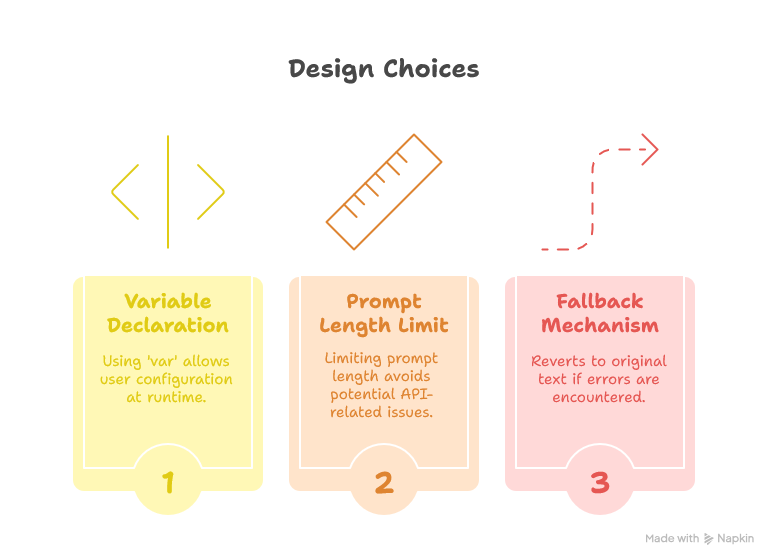 Design Choices
Variable
Declaration
Using 'var' allows
user configuration
at runtime.
1
Prompt
Length Limit
Limiting prompt
length avoids
potential API-
related issues.
2
Fallback
Mechanism
Reverts to original
text if errors are
encountered.
3
Made with Napkin